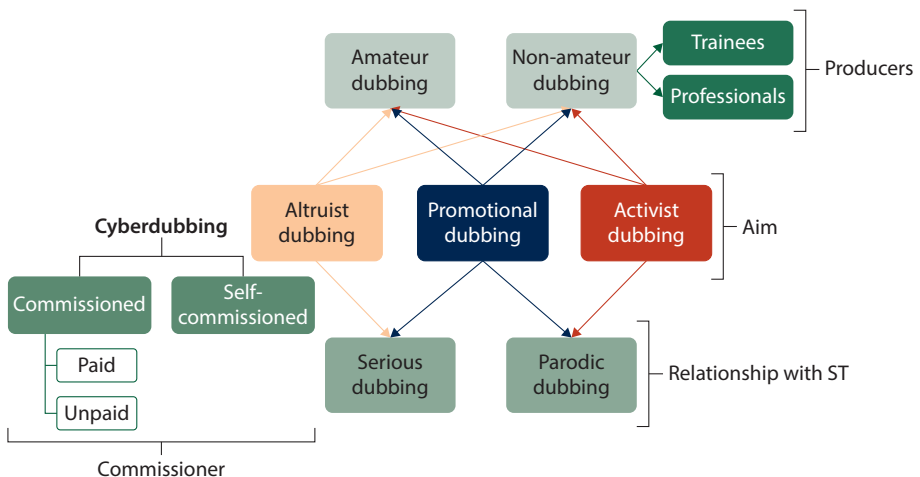 Amateur
dubbing
Non-amateur
dubbing
Trainees
Professionals
Producers
Altruist
dubbing
Promotional
dubbing
Activist
dubbing
Aim
Cyberdubbing
Commissioned
Self-
commissioned
Paid
Unpaid
Commissioner
Serious
dubbing
Parodic
dubbing
Relationship with ST